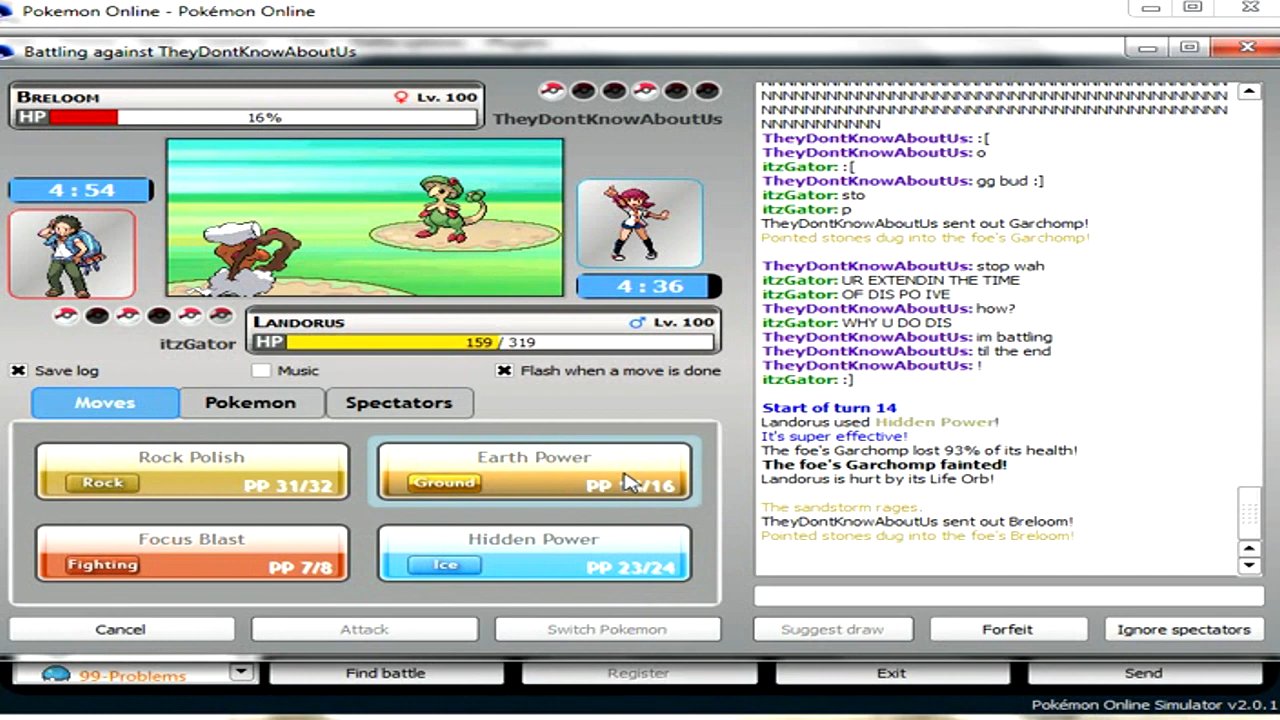 Pokemon Online - Pokémon Online
Battling against TheyDontKnowAboutUs
BRELOOM ♀ Lv. 100
HP 16%
TheyDontKnowAboutUs
4:54
4:36
LANDORUS ♂ Lv. 100
HP 159 / 319
itzGator
Save log
Music
Flash when a move is done
Moves
Pokemon
Spectators
Rock Polish
Rock PP 31/32
Earth Power
Ground PP /16
Focus Blast
Fighting PP 7/8
Hidden Power
Ice PP 23/24
Cancel
Attack
Switch Pokemon
TheyDontKnowAboutUs: :[
TheyDontKnowAboutUs: o
itzGator: :[
TheyDontKnowAboutUs: gg bud :]
itzGator: sto
itzGator: p
TheyDontKnowAboutUs sent out Garchomp!
Pointed stones dug into the foe's Garchomp!
TheyDontKnowAboutUs: stop wah
itzGator: UR EXTENDIN THE TIME
itzGator: OF DIS PO IVE
TheyDontKnowAboutUs: how?
itzGator: WHY U DO DIS
TheyDontKnowAboutUs: im battling
TheyDontKnowAboutUs: til the end
TheyDontKnowAboutUs: !
itzGator: :]
Start of turn 14
Landorus used Hidden Power!
It's super effective!
The foe's Garchomp lost 93% of its health!
The foe's Garchomp fainted!
Landorus is hurt by its Life Orb!
The sandstorm rages.
TheyDontKnowAboutUs sent out Breloom!
Pointed stones dug into the foe's Breloom!
Suggest draw
Forfeit
Ignore spectators
99-Problems
Find battle
Register
Exit
Send
Pokémon Online Simulator v2.0.1